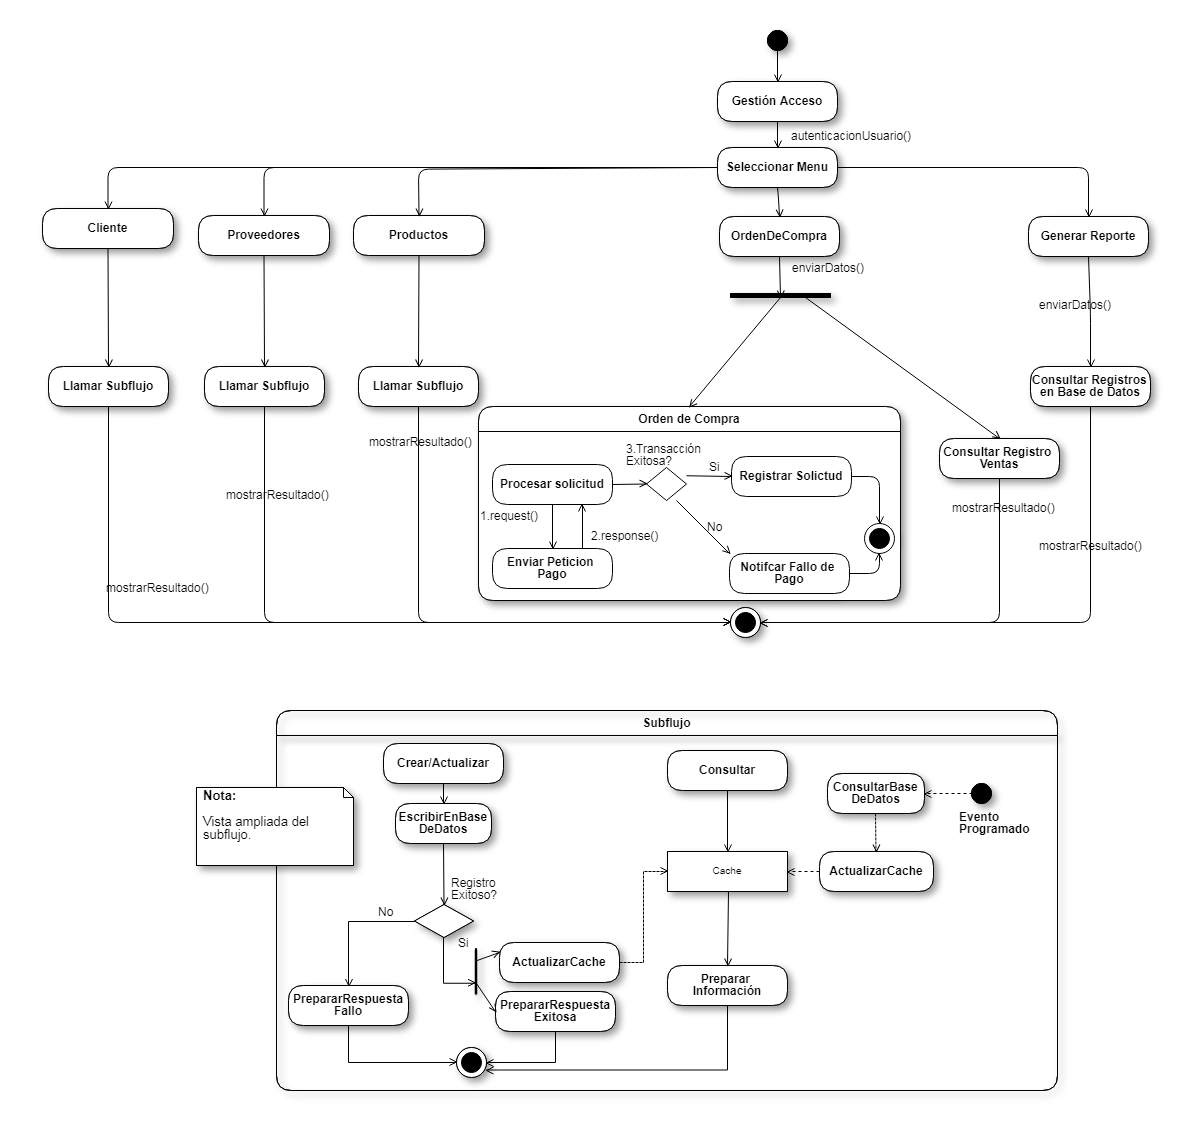 Gestión Acceso
autenticacionUsuario()
Seleccionar Menu
Cliente
Proveedores
Productos
OrdenDeCompra
Generar Reporte
enviarDatos()
enviarDatos()
Llamar Subflujo
Llamar Subflujo
Llamar Subflujo
Consultar Registros
en Base de Datos
Orden de Compra
mostrarResultado()
3.Transacción
Exitosa?
Si
Consultar Registro
Ventas
Procesar solicitud
Registrar Solictud
mostrarResultado()
mostrarResultado()
1.request()
2.response()
No
mostrarResultado()
Enviar Peticion
Pago
Notifcar Fallo de
Pago
mostrarResultado()
Subflujo
Crear/Actualizar
Consultar
ConsultarBase
DeDatos
Nota:
Vista ampliada del
subflujo.
EscribirEnBase
DeDatos
Evento
Programado
Cache
ActualizarCache
Registro
Exitoso?
No
Si
ActualizarCache
Preparar
Información
PrepararRespuesta
Fallo
PrepararRespuesta
Exitosa